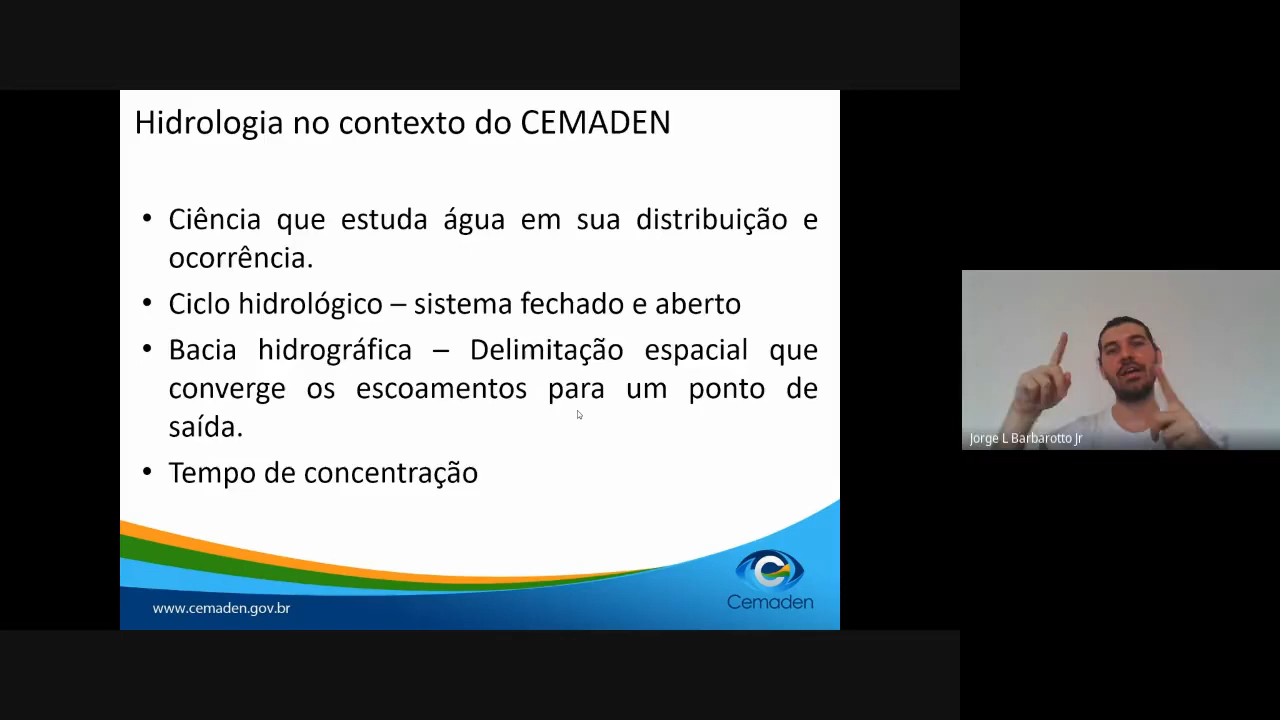 Hidrologia no contexto do CEMADEN
• Ciência que estuda água em sua distribuição e
ocorrência.
• Ciclo hidrológico – sistema fechado e aberto
• Bacia hidrográfica – Delimitação espacial que
converge os escoamentos para um ponto de
saída.
• Tempo de concentração
Jorge L Barbarotto Jr
Cemaden
www.cemaden.gov.br